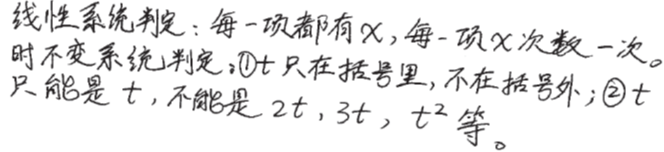 线性系统判定：每一项都有x，每一项x次数一次。
时不变系统判定：①t只在括号里，不在括号外；②t
只能是t，不能是2t，3t，t²等。